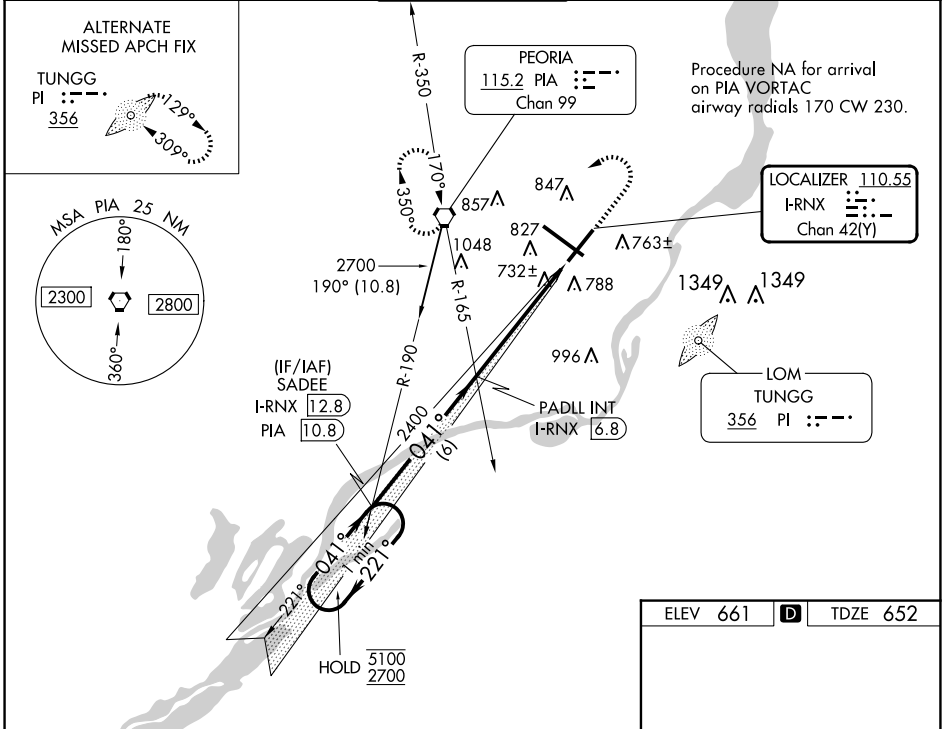 ALTERNATE
MISSED APCH FIX
TUNGG
PI
356
129°
309°
MSA PIA 25 NM
180°
2300
2800
360°
R-350
PEORIA
115.2 PIA
Chan 99
Procedure NA for arrival
on PIA VORTAC
airway radials 170 CW 230.
LOCALIZER 110.55
I-RNX
Chan 42(Y)
170°
350°
857
847
827
1048
732±
763±
788
1349
1349
996
2700
190° (10.8)
R-165
R-190
LOM
TUNGG
356 PI
(IF/IAF)
SADEE
I-RNX 12.8
PIA 10.8
PADLL INT
I-RNX 6.8
2400
041°
(6)
041°
1 min
221°
221°
HOLD 5100
2700
ELEV 661 D TDZE 652